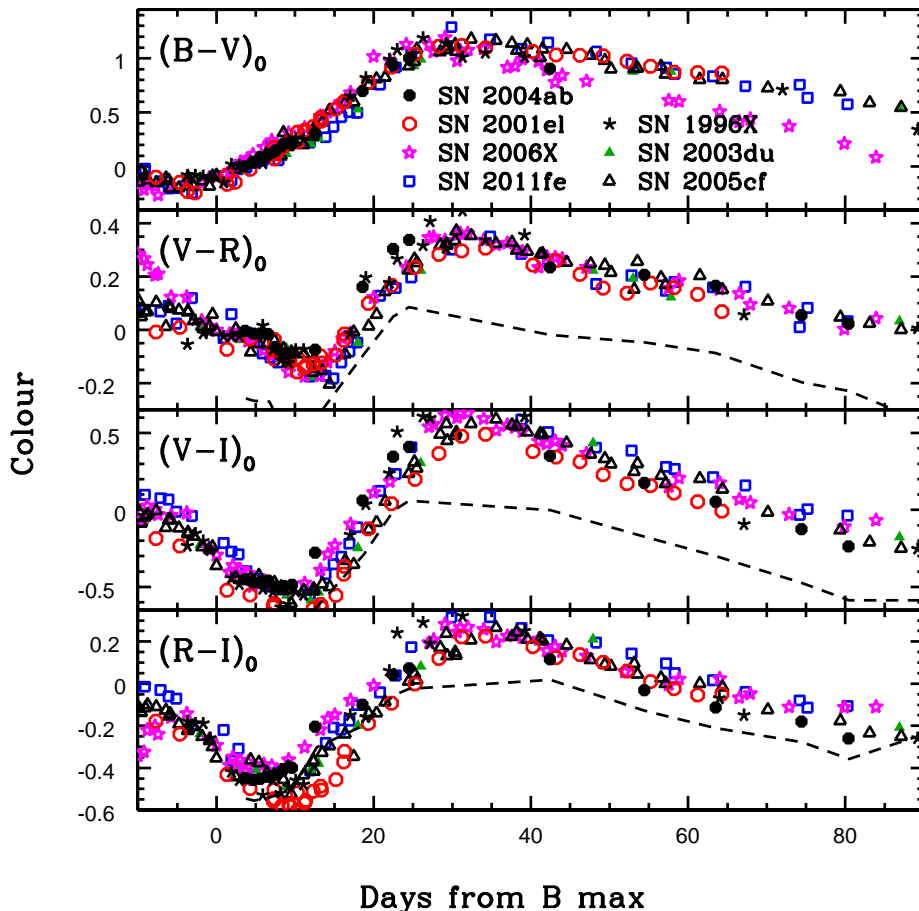 (B−V)0
1
0.5
0
SN 2004ab
SN 2001el
SN 2006X
SN 2011fe
SN 1996X
SN 2003du
SN 2005cf
(V−R)0
0.4
0.2
0
-0.2
(V−I)0
0.5
0
-0.5
(R−I)0
0.2
0
-0.2
-0.4
-0.6
0
20
40
60
80
Colour
Days from B max